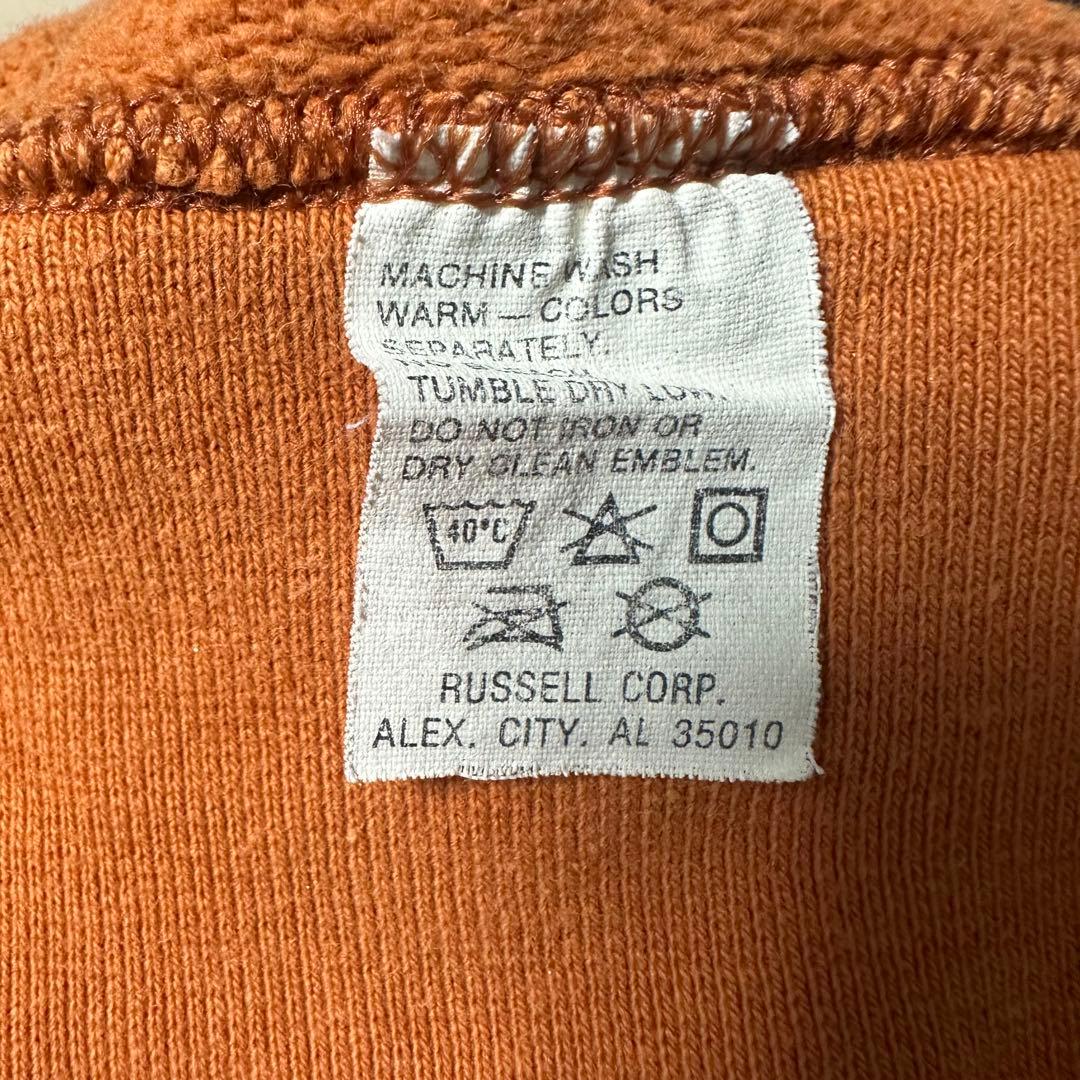 MACHINE WASH
WARM — COLORS
SEPARATELY.
TUMBLE DRY LOW.
DO NOT IRON OR
DRY CLEAN EMBLEM.
40°C
RUSSELL CORP.
ALEX. CITY. AL 35010